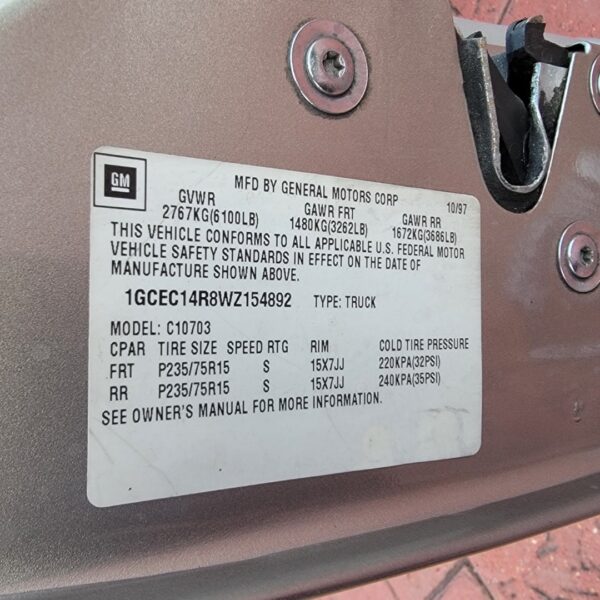 GM
MFD BY GENERAL MOTORS CORP 10/97
GVWR GAWR FRT GAWR RR
2767KG(6100LB) 1480KG(3262LB) 1672KG(3686LB)
THIS VEHICLE CONFORMS TO ALL APPLICABLE U.S. FEDERAL MOTOR
VEHICLE SAFETY STANDARDS IN EFFECT ON THE DATE OF
MANUFACTURE SHOWN ABOVE.
1GCEC14R8WZ154892 TYPE: TRUCK
MODEL: C10703
CPAR TIRE SIZE SPEED RTG RIM COLD TIRE PRESSURE
FRT P235/75R15 S 15X7JJ 220KPA(32PSI)
RR P235/75R15 S 15X7JJ 240KPA(35PSI)
SEE OWNER'S MANUAL FOR MORE INFORMATION.